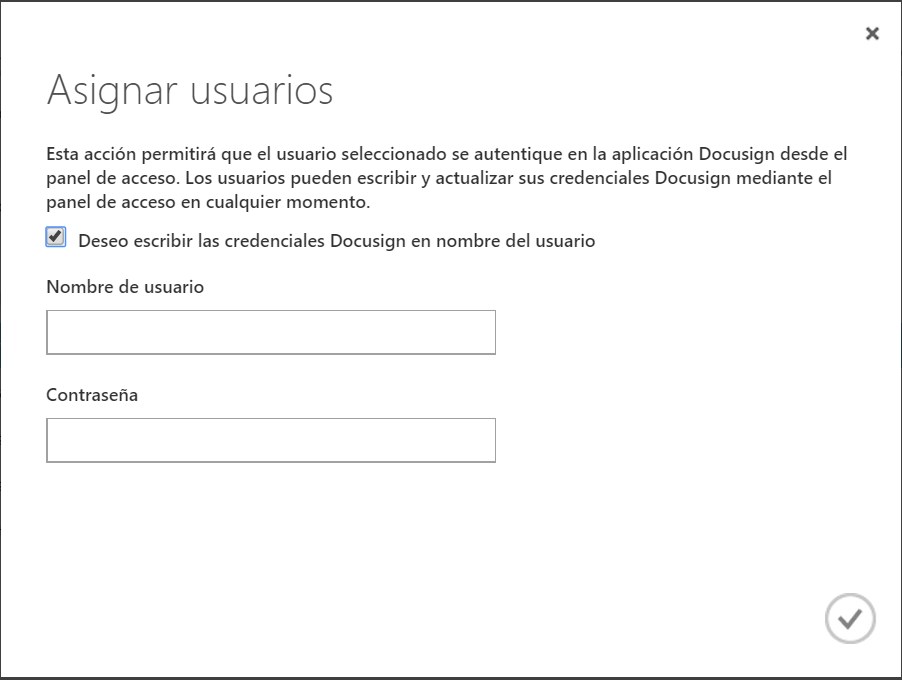 Asignar usuarios
Esta acción permitirá que el usuario seleccionado se autentique en la aplicación Docusign desde el
panel de acceso. Los usuarios pueden escribir y actualizar sus credenciales Docusign mediante el
panel de acceso en cualquier momento.
Deseo escribir las credenciales Docusign en nombre del usuario
Nombre de usuario
Contraseña